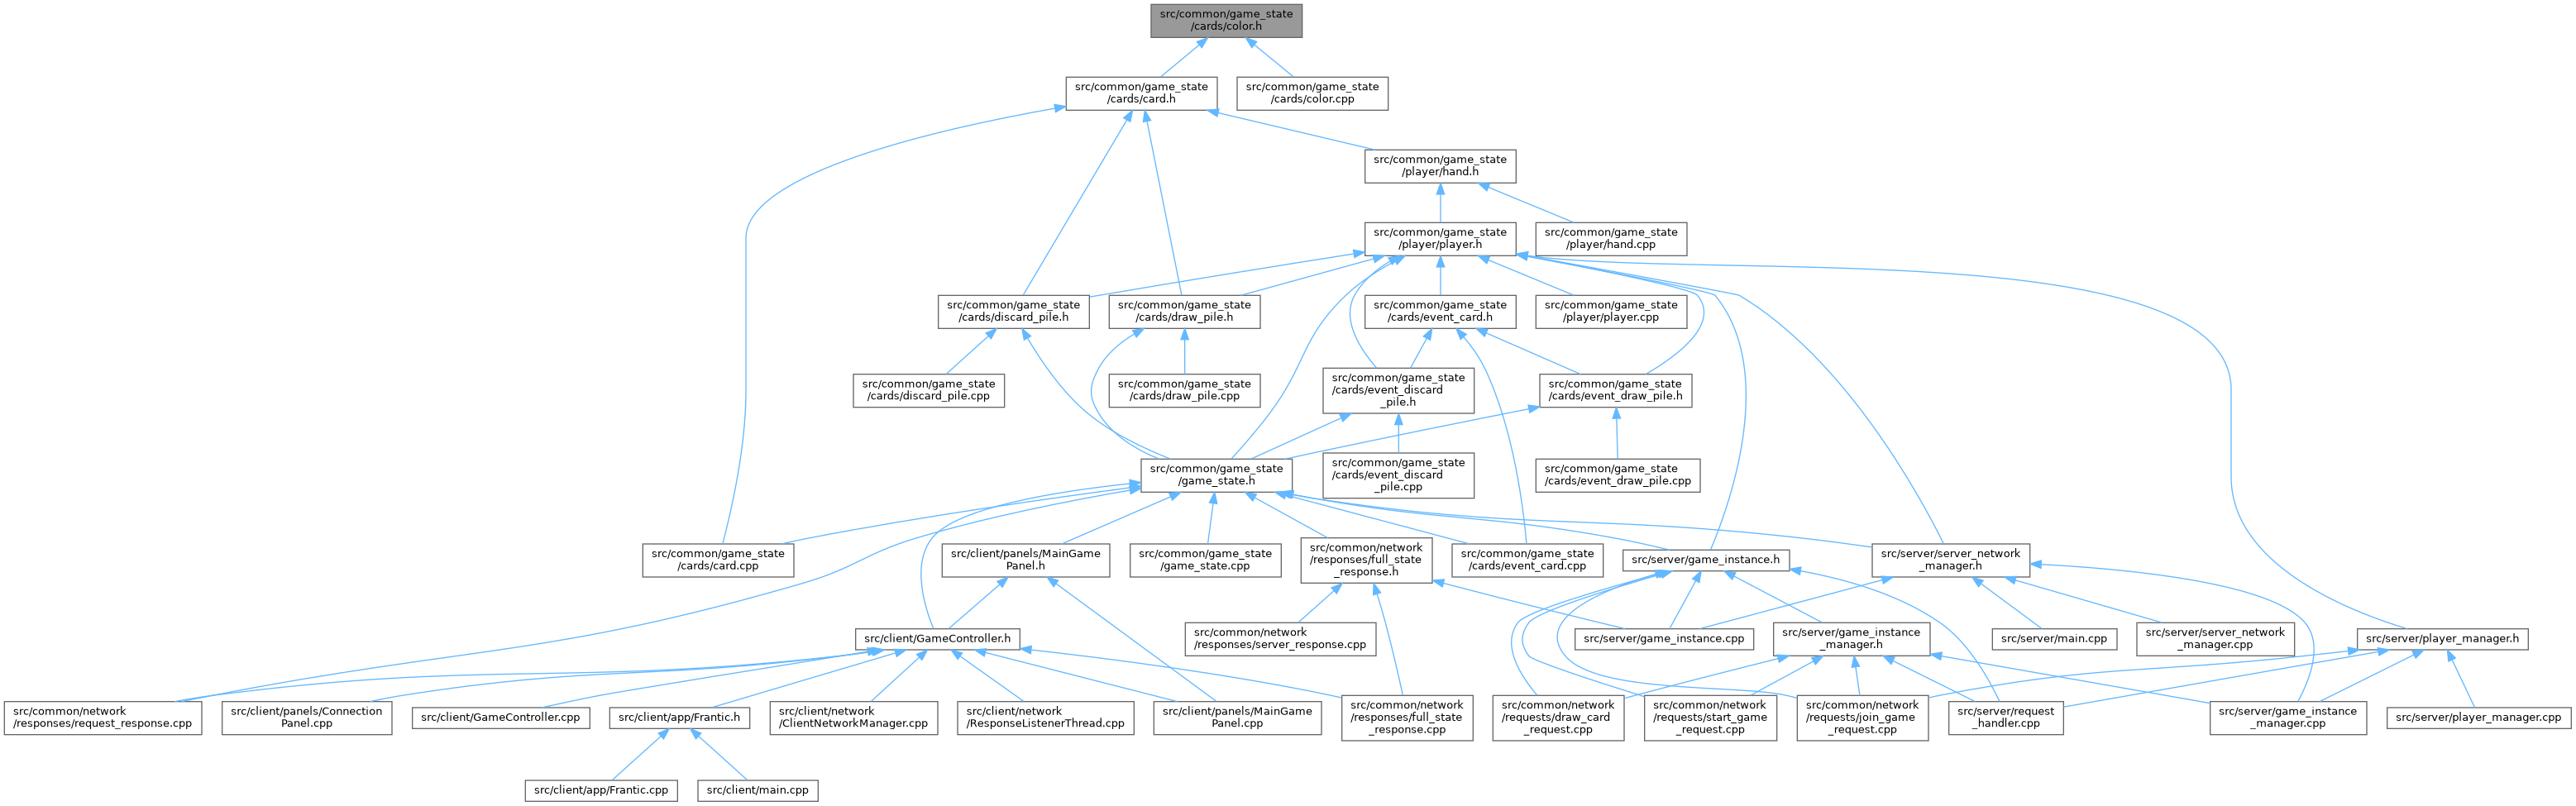 src/common/game_state
/cards/color.h
src/common/game_state
/cards/card.h
src/common/game_state
/cards/color.cpp
src/common/game_state
/player/hand.h
src/common/game_state
/player/player.h
src/common/game_state
/player/hand.cpp
src/common/game_state
/cards/discard_pile.h
src/common/game_state
/cards/draw_pile.h
src/common/game_state
/cards/event_card.h
src/common/game_state
/player/player.cpp
src/common/game_state
/cards/discard_pile.cpp
src/common/game_state
/cards/draw_pile.cpp
src/common/game_state
/cards/event_discard
_pile.h
src/common/game_state
/cards/event_draw_pile.h
src/common/game_state
/game_state.h
src/common/game_state
/cards/event_discard
_pile.cpp
src/common/game_state
/cards/event_draw_pile.cpp
src/common/game_state
/cards/card.cpp
src/client/panels/MainGame
Panel.h
src/common/game_state
/game_state.cpp
src/common/network
/responses/full_state
_response.h
src/common/game_state
/cards/event_card.cpp
src/server/game_instance.h
src/server/server_network
_manager.h
src/client/GameController.h
src/common/network
/responses/server_response.cpp
src/server/game_instance.cpp
src/server/game_instance
_manager.h
src/server/main.cpp
src/server/server_network
_manager.cpp
src/server/player_manager.h
src/common/network
/responses/request_response.cpp
src/client/panels/Connection
Panel.cpp
src/client/GameController.cpp
src/client/app/Frantic.h
src/client/network
/ClientNetworkManager.cpp
src/client/network
/ResponseListenerThread.cpp
src/client/panels/MainGame
Panel.cpp
src/common/network
/responses/full_state
_response.cpp
src/common/network
/requests/draw_card
_request.cpp
src/common/network
/requests/start_game
_request.cpp
src/common/network
/requests/join_game
_request.cpp
src/server/request
_handler.cpp
src/server/game_instance
_manager.cpp
src/server/player_manager.cpp
src/client/app/Frantic.cpp
src/client/main.cpp